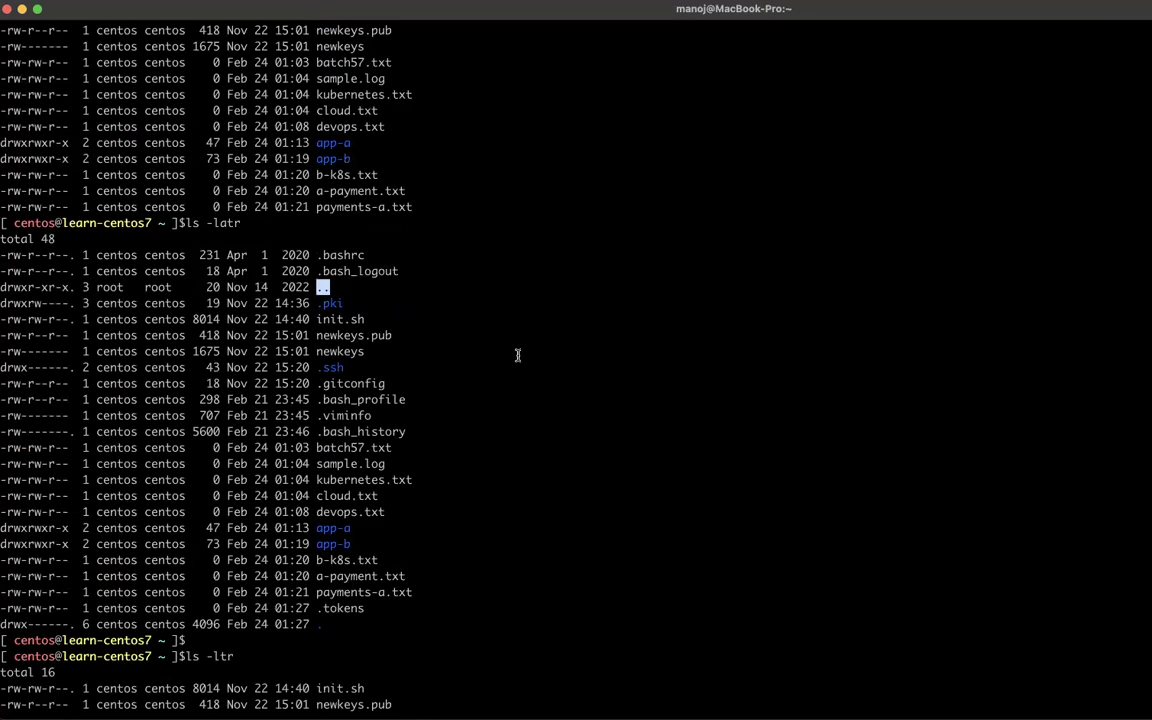 manoj@MacBook-Pro:~
-rw-r--r--  1 centos centos  418 Nov 22 15:01 newkeys.pub
-rw-------  1 centos centos 1675 Nov 22 15:01 newkeys
-rw-rw-r--  1 centos centos    0 Feb 24 01:03 batch57.txt
-rw-rw-r--  1 centos centos    0 Feb 24 01:04 sample.log
-rw-rw-r--  1 centos centos    0 Feb 24 01:04 kubernetes.txt
-rw-rw-r--  1 centos centos    0 Feb 24 01:04 cloud.txt
-rw-rw-r--  1 centos centos    0 Feb 24 01:08 devops.txt
drwxrwxr-x  2 centos centos   47 Feb 24 01:13 app-a
drwxrwxr-x  2 centos centos   73 Feb 24 01:19 app-b
-rw-rw-r--  1 centos centos    0 Feb 24 01:20 b-k8s.txt
-rw-rw-r--  1 centos centos    0 Feb 24 01:20 a-payment.txt
-rw-rw-r--  1 centos centos    0 Feb 24 01:21 payments-a.txt
[ centos@learn-centos7 ~ ]$ls -latr
total 48
-rw-r--r--. 1 centos centos  231 Apr  1  2020 .bashrc
-rw-r--r--. 1 centos centos   18 Apr  1  2020 .bash_logout
drwxr-xr-x. 3 root   root     20 Nov 14  2022 ..
drwxrw----. 3 centos centos   19 Nov 22 14:36 .pki
-rw-rw-r--. 1 centos centos 8014 Nov 22 14:40 init.sh
-rw-r--r--  1 centos centos  418 Nov 22 15:01 newkeys.pub
-rw-------  1 centos centos 1675 Nov 22 15:01 newkeys
drwx------. 2 centos centos   43 Nov 22 15:20 .ssh
-rw-r--r--  1 centos centos   18 Nov 22 15:20 .gitconfig
-rw-r--r--  1 centos centos  298 Feb 21 23:45 .bash_profile
-rw-------  1 centos centos  707 Feb 21 23:45 .viminfo
-rw-------. 1 centos centos 5600 Feb 21 23:46 .bash_history
-rw-rw-r--  1 centos centos    0 Feb 24 01:03 batch57.txt
-rw-rw-r--  1 centos centos    0 Feb 24 01:04 sample.log
-rw-rw-r--  1 centos centos    0 Feb 24 01:04 kubernetes.txt
-rw-rw-r--  1 centos centos    0 Feb 24 01:04 cloud.txt
-rw-rw-r--  1 centos centos    0 Feb 24 01:08 devops.txt
drwxrwxr-x  2 centos centos   47 Feb 24 01:13 app-a
drwxrwxr-x  2 centos centos   73 Feb 24 01:19 app-b
-rw-rw-r--  1 centos centos    0 Feb 24 01:20 b-k8s.txt
-rw-rw-r--  1 centos centos    0 Feb 24 01:20 a-payment.txt
-rw-rw-r--  1 centos centos    0 Feb 24 01:21 payments-a.txt
-rw-rw-r--  1 centos centos    0 Feb 24 01:27 .tokens
drwx------. 6 centos centos 4096 Feb 24 01:27 .
[ centos@learn-centos7 ~ ]$
[ centos@learn-centos7 ~ ]$ls -ltr
total 16
-rw-rw-r--. 1 centos centos 8014 Nov 22 14:40 init.sh
-rw-r--r--  1 centos centos  418 Nov 22 15:01 newkeys.pub